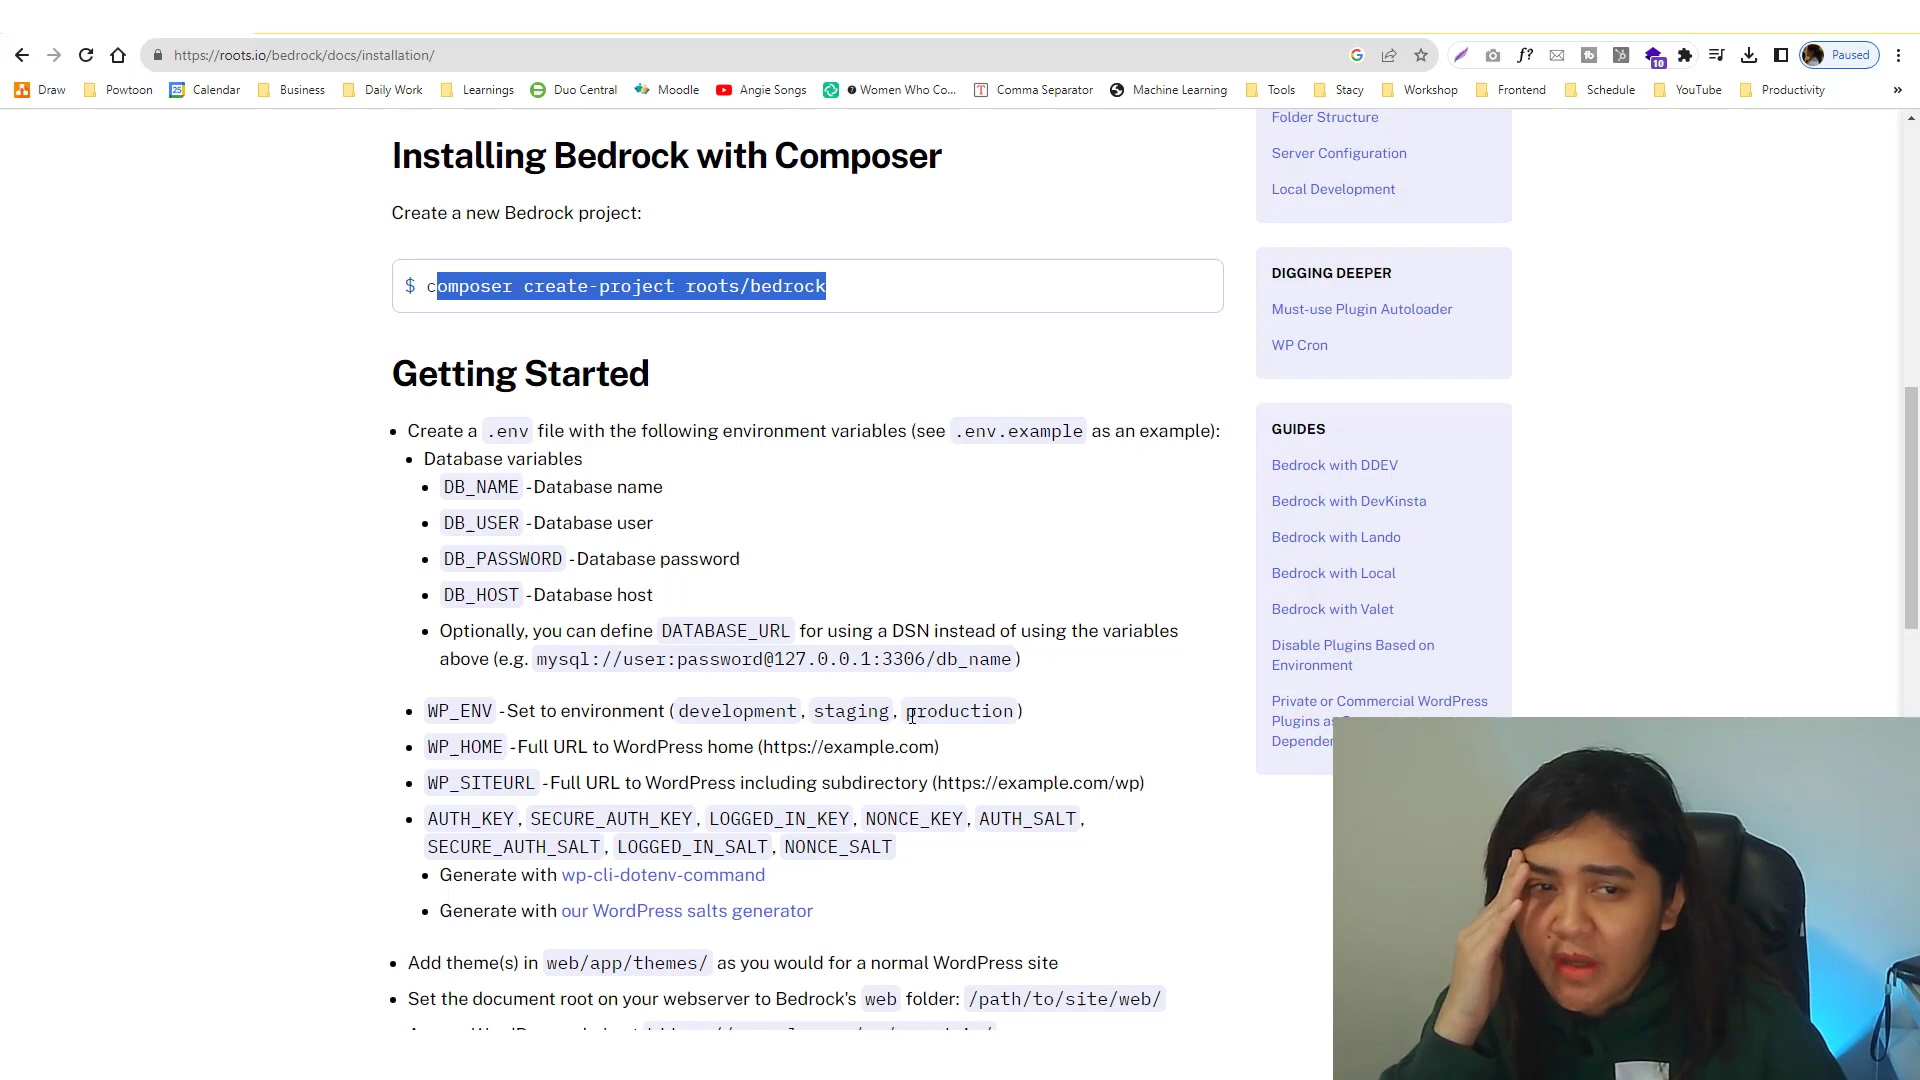 https://roots.io/bedrock/docs/installation/
10
Paused
Draw
Powtoon
25
Calendar
Business
Daily Work
Learnings
Duo Central
Moodle
Angie Songs
Women Who Co...
Comma Separator
Machine Learning
Tools
Stacy
Workshop
Frontend
Schedule
YouTube
Productivity
»
Installing Bedrock with Composer
Create a new Bedrock project:
$ composer create-project roots/bedrock
Getting Started
Create a .env file with the following environment variables (see .env.example as an example):
Database variables
DB_NAME - Database name
DB_USER - Database user
DB_PASSWORD - Database password
DB_HOST - Database host
Optionally, you can define DATABASE_URL for using a DSN instead of using the variables
above (e.g. mysql://user:password@127.0.0.1:3306/db_name)
WP_ENV - Set to environment (development, staging, production)
WP_HOME - Full URL to WordPress home (https://example.com)
WP_SITEURL - Full URL to WordPress including subdirectory (https://example.com/wp)
AUTH_KEY, SECURE_AUTH_KEY, LOGGED_IN_KEY, NONCE_KEY, AUTH_SALT,
SECURE_AUTH_SALT, LOGGED_IN_SALT, NONCE_SALT
Generate with wp-cli-dotenv-command
Generate with our WordPress salts generator
Add theme(s) in web/app/themes/ as you would for a normal WordPress site
Set the document root on your webserver to Bedrock's web folder: /path/to/site/web/
Folder Structure
Server Configuration
Local Development
DIGGING DEEPER
Must-use Plugin Autoloader
WP Cron
GUIDES
Bedrock with DDEV
Bedrock with DevKinsta
Bedrock with Lando
Bedrock with Local
Bedrock with Valet
Disable Plugins Based on
Environment
Private or Commercial WordPress
Plugins as